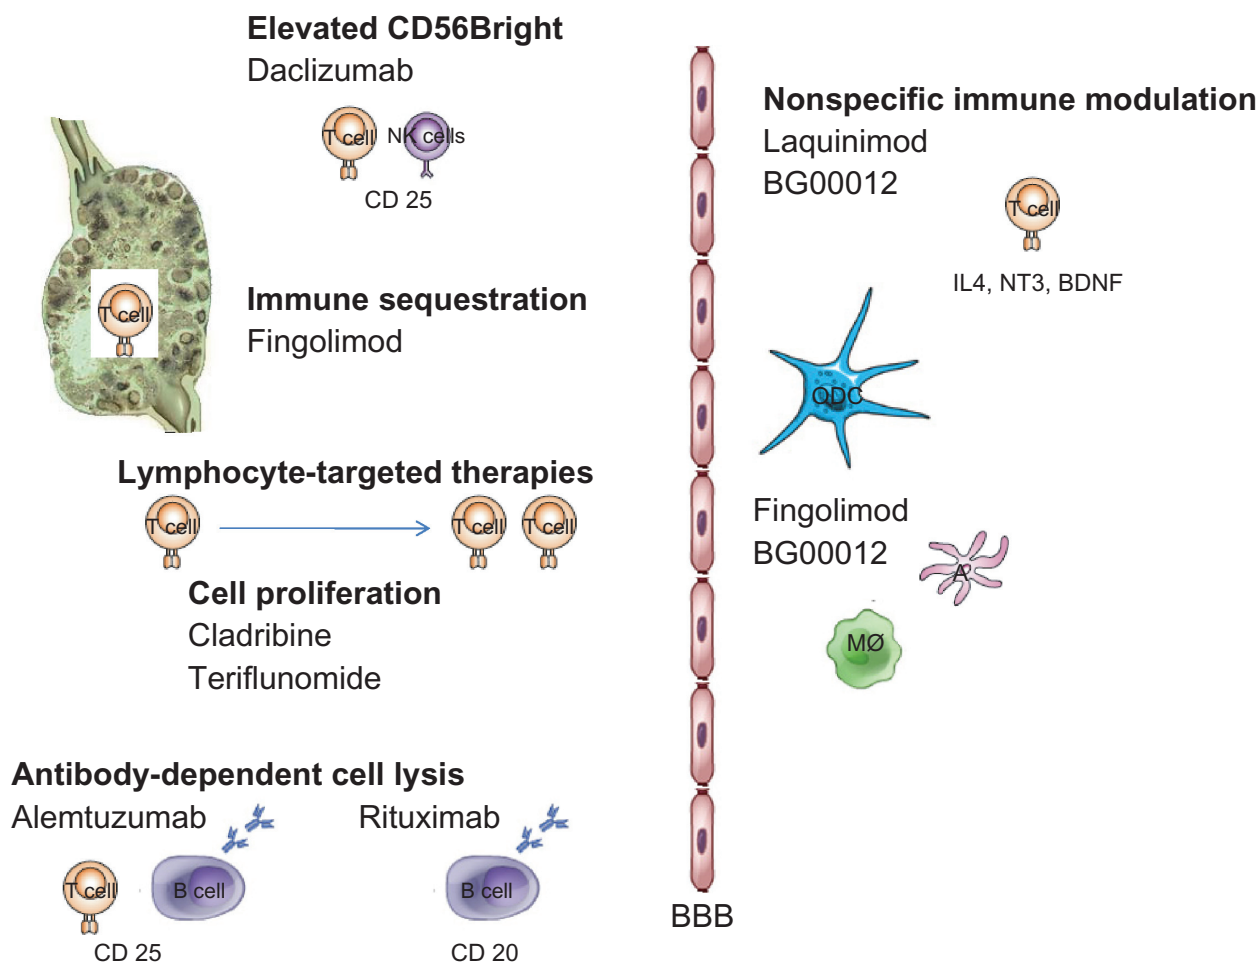 Elevated CD56Bright
Daclizumab
T cell
NK cells
CD 25
T cell
Immune sequestration
Fingolimod
Lymphocyte-targeted therapies
T cell
T cell
T cell
Cell proliferation
Cladribine
Teriflunomide
Antibody-dependent cell lysis
Alemtuzumab
T cell
B cell
CD 25
Rituximab
B cell
CD 20
BBB
Nonspecific immune modulation
Laquinimod
BG00012
T cell
IL4, NT3, BDNF
ODC
Fingolimod
BG00012
A
MØ